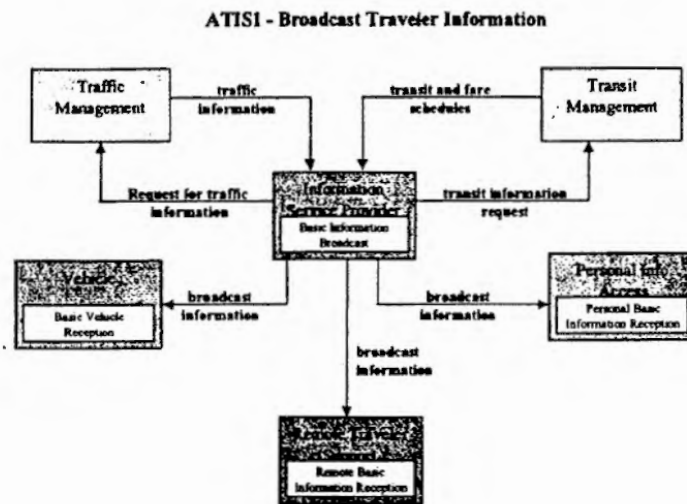 ATIS1 - Broadcast Traveler Information
Traffic
Management
traffic
information
transit and fare
schedules
Transit
Management
Request for traffic
information
Information
Service Provider
Basic Information
Broadcast
transit information
request
Vehicle
Basic Vehicle
Reception
broadcast
information
broadcast
information
Personal Info
Access
Personal Basic
Information Reception
broadcast
information
Remote Traveler
Remote Basic
Information Reception